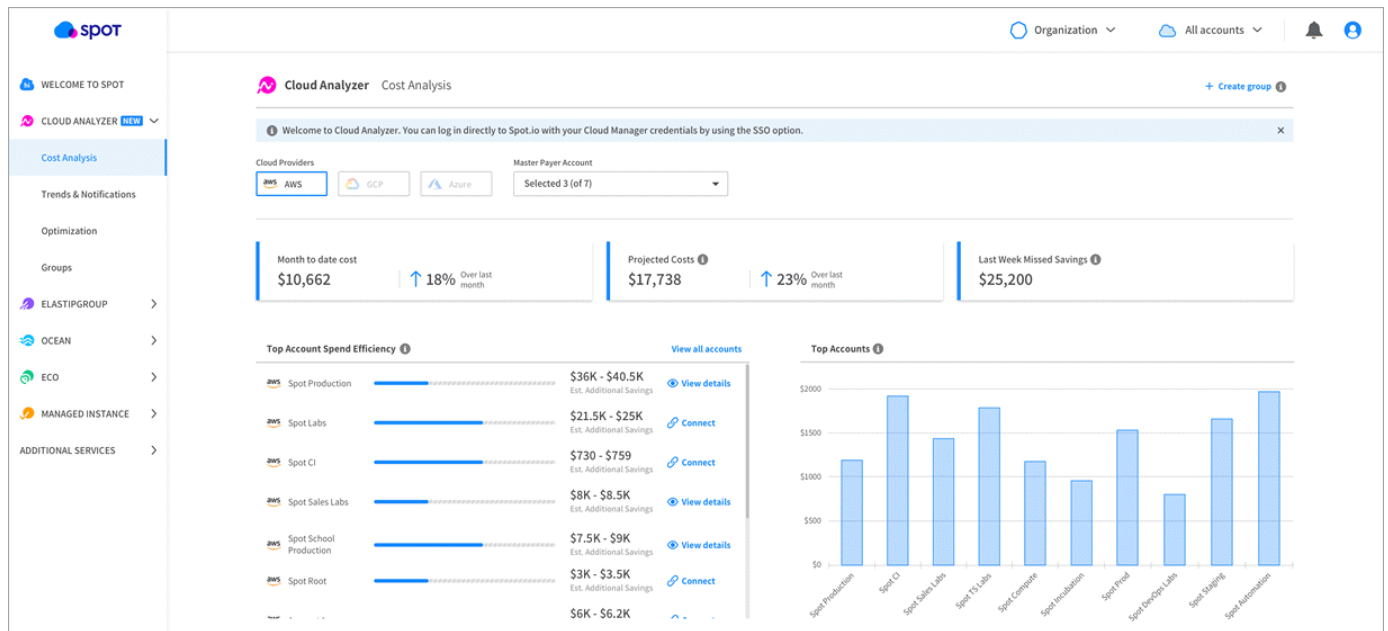 spot
Organization
All accounts
WELCOME TO SPOT
CLOUD ANALYZER NEW
Cost Analysis
Trends & Notifications
Optimization
Groups
ELASTIPGROUP
OCEAN
ECO
MANAGED INSTANCE
ADDITIONAL SERVICES
Cloud Analyzer Cost Analysis
+ Create group
Welcome to Cloud Analyzer. You can log in directly to Spot.io with your Cloud Manager credentials by using the SSO option.
Cloud Providers
aws AWS
GCP
Azure
Master Payer Account
Selected 3 (of 7)
Month to date cost
$10,662
18% Over last
month
Projected Costs
$17,738
23% Over last
month
Last Week Missed Savings
$25,200
Top Account Spend Efficiency
View all accounts
aws Spot Production
$36K - $40.5K
Est. Additional Savings
View details
aws Spot Labs
$21.5K - $25K
Est. Additional Savings
Connect
aws Spot CI
$730 - $759
Est. Additional Savings
Connect
aws Spot Sales Labs
$8K - $8.5K
Est. Additional Savings
View details
aws Spot School
Production
$7.5K - $9K
Est. Additional Savings
View details
aws Spot Root
$3K - $3.5K
Est. Additional Savings
Connect
$6K - $6.2K
Top Accounts
$2000
$1500
$1000
$500
$0
Spot Production
Spot CI
Spot Sales Labs
Spot TS Labs
Spot Compute
Spot Incubation
Spot Prod
Spot DevOps Labs
Spot Staging
Spot Automation